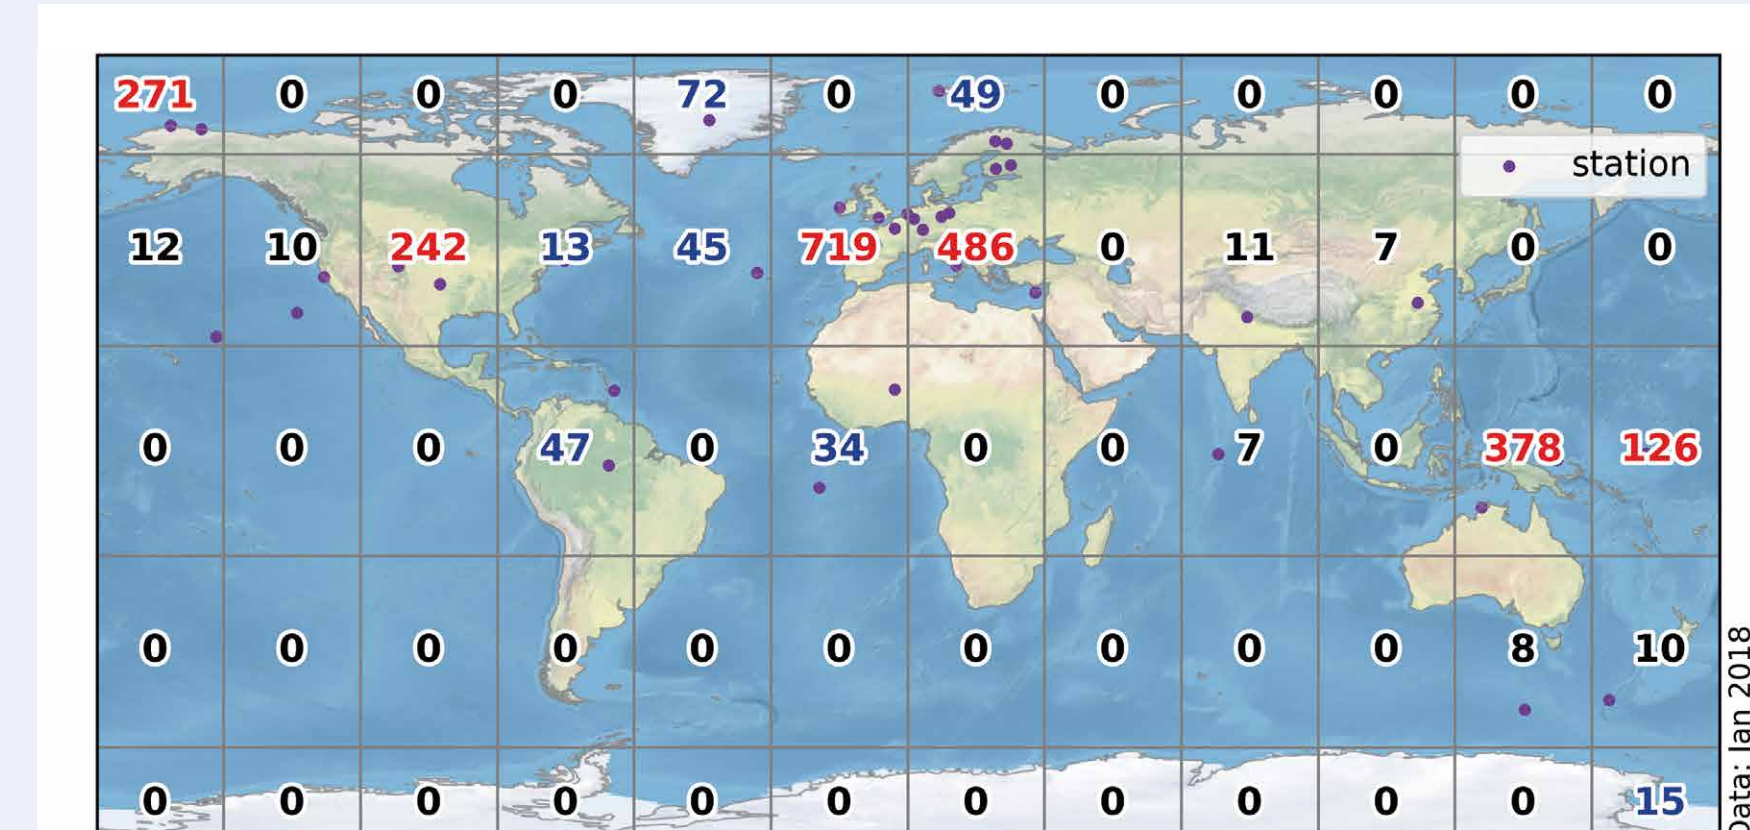 271 0 0 0 72 0 49 0 0 0 0 0
station
12 10 242 13 45 719 486 0 11 7 0 0
0 0 0 47 0 34 0 0 7 0 378 126
0 0 0 0 0 0 0 0 0 0 8 10
0 0 0 0 0 0 0 0 0 0 0 15
Data: Jan 2018